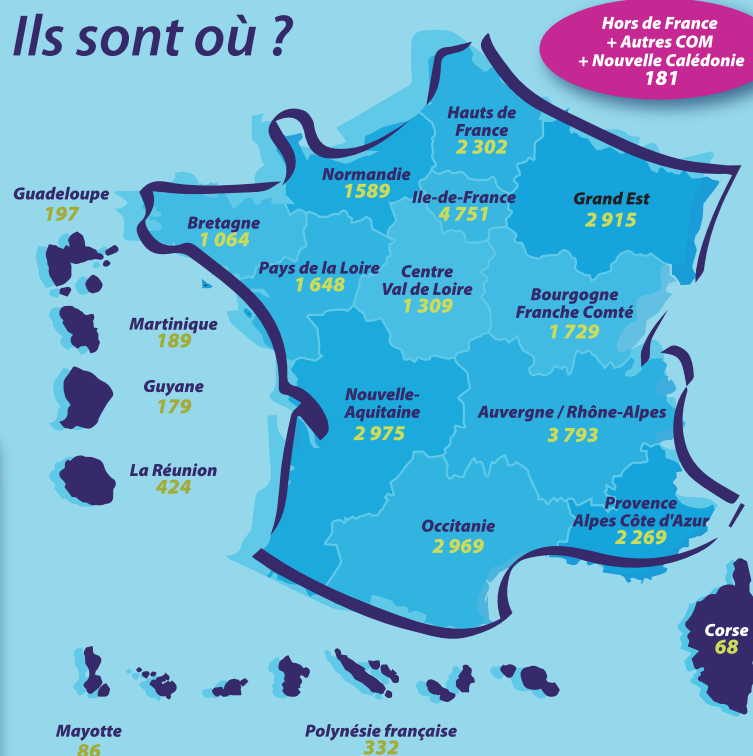 Ils sont où ?
Hors de France
+ Autres COM
+ Nouvelle Calédonie
181
Hauts de
France
2 302
Normandie
1589
Ile-de-France
4 751
Grand Est
2 915
Guadeloupe
197
Bretagne
1 064
Pays de la Loire
1 648
Centre
Val de Loire
1 309
Bourgogne
Franche Comté
1 729
Martinique
189
Guyane
179
Nouvelle-
Aquitaine
2 975
Auvergne / Rhône-Alpes
3 793
La Réunion
424
Occitanie
2 969
Provence
Alpes Côte d'Azur
2 269
Corse
68
Mayotte
86
Polynésie française
332